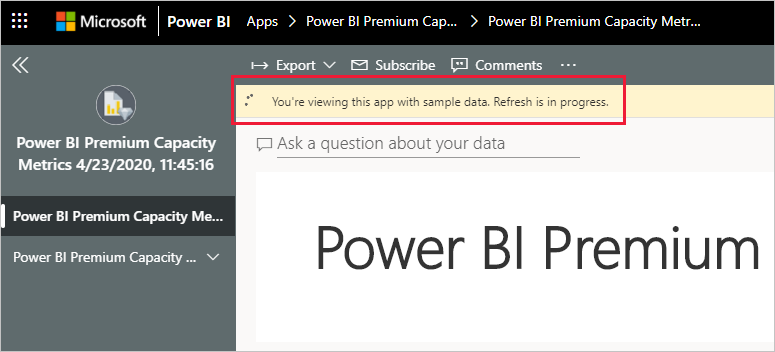 Microsoft Power BI Apps Power BI Premium Cap... Power BI Premium Capacity Metr...
Export Subscribe Comments ...
You're viewing this app with sample data. Refresh is in progress.
Power BI Premium Capacity
Metrics 4/23/2020, 11:45:16
Ask a question about your data
Power BI Premium Capacity Me...
Power BI Premium Capacity ...
Power BI Premium